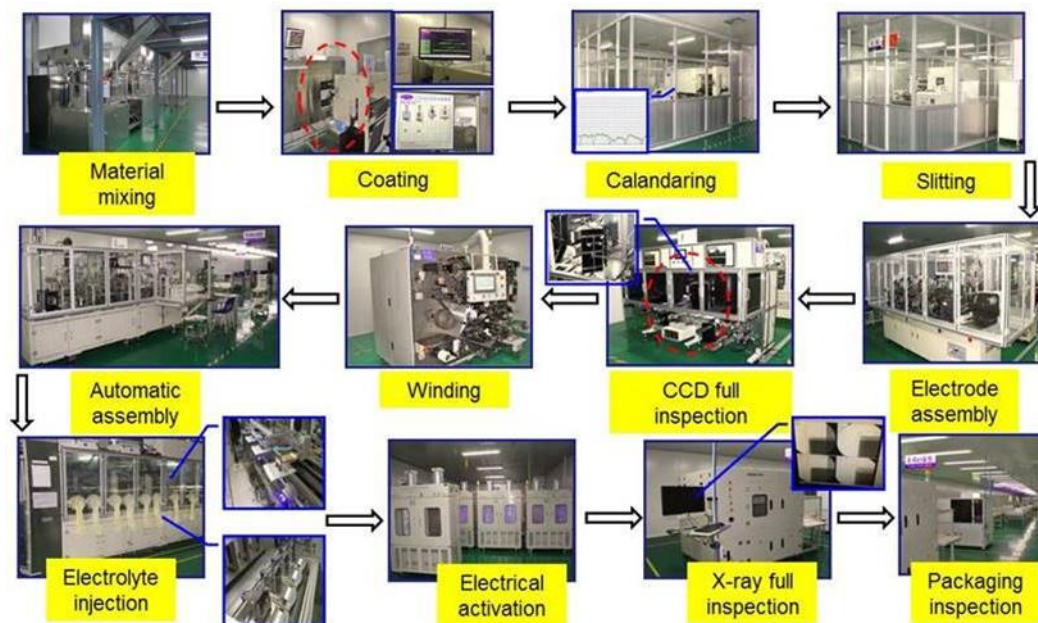 Material
mixing
Coating
Calandaring
Slitting
Automatic
assembly
Winding
CCD full
inspection
Electrode
assembly
Electrolyte
injection
Electrical
activation
X-ray full
inspection
Packaging
inspection